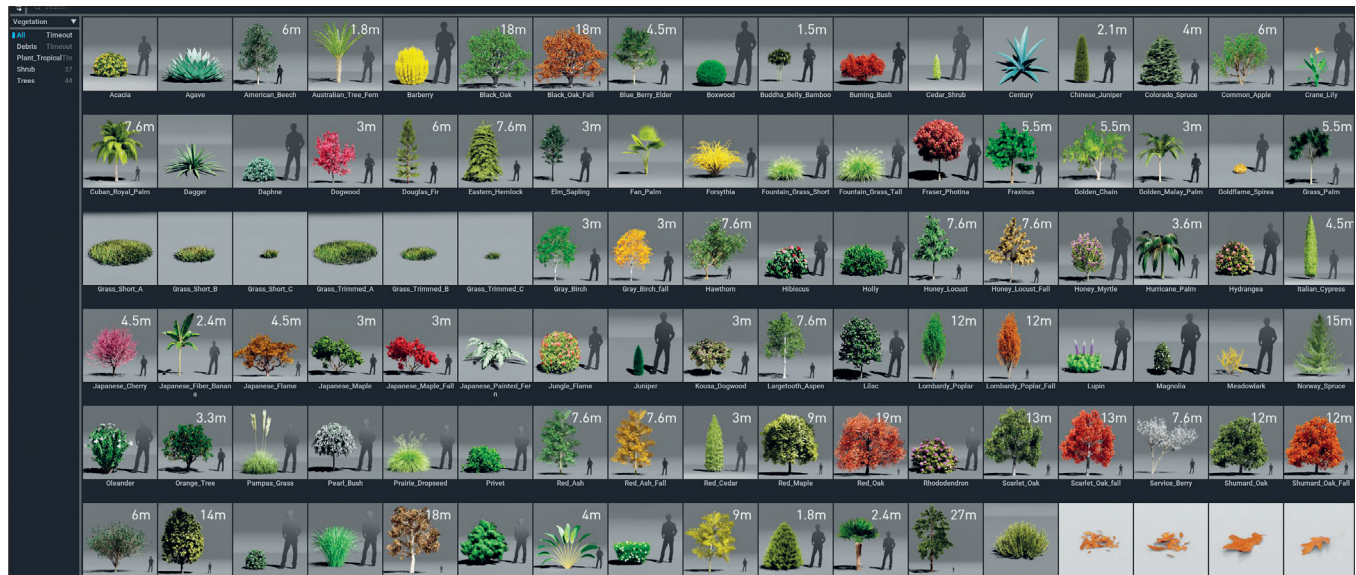 Search
Vegetation
All Timeout
Debris Timeout
Plant_Tropical Tim
Shrub 37
Trees 44
6m 1.8m 18m 18m 4.5m 1.5m 2.1m 4m 6m
Acacia Agave American_Beech Australian_Tree_Fern Barberry Black_Oak Black_Oak_Fall Blue_Berry_Elder Boxwood Buddha_Belly_Bamboo Burning_Bush Cedar_Shrub Century Chinese_Juniper Colorado_Spruce Common_Apple Crane_Lily
7.6m 3m 6m 7.6m 3m 5.5m 5.5m 3m 5.5m
Cuban_Royal_Palm Dagger Daphne Dogwood Douglas_Fir Eastern_Hemlock Elm_Sapling Fan_Palm Forsythia Fountain_Grass_Short Fountain_Grass_Tall Fraser_Photina Fraxinus Golden_Chain Golden_Malay_Palm Goldflame_Spirea Grass_Palm
3m 3m 7.6m 7.6m 7.6m 3.6m 4.5m
Grass_Short_A Grass_Short_B Grass_Short_C Grass_Trimmed_A Grass_Trimmed_B Grass_Trimmed_C Gray_Birch Gray_Birch_fall Hawthorn Hibiscus Holly Honey_Locust Honey_Locust_Fall Honey_Myrtle Hurricane_Palm Hydrangea Italian_Cypress
4.5m 2.4m 4.5m 3m 3m 3m 7.6m 12m 12m 15m
Japanese_Cherry Japanese_Fiber_Banan Japanese_Flame Japanese_Maple Japanese_Maple_Fall Japanese_Painted_Fer Jungle_Flame Juniper Kousa_Dogwood Largetooth_Aspen Lilac Lombardy_Poplar Lombardy_Poplar_Fall Lupin Magnolia Meadowlark Norway_Spruce
a n
3.3m 7.6m 7.6m 3m 9m 19m 13m 13m 7.6m 12m 12m
Oleander Orange_Tree Pampas_Grass Pearl_Bush Prairie_Dropseed Privet Red_Ash Red_Ash_Fall Red_Cedar Red_Maple Red_Oak Rhododendron Scarlet_Oak Scarlet_Oak_fall Service_Berry Shumard_Oak Shumard_Oak_Fall
6m 14m 18m 4m 9m 1.8m 2.4m 27m